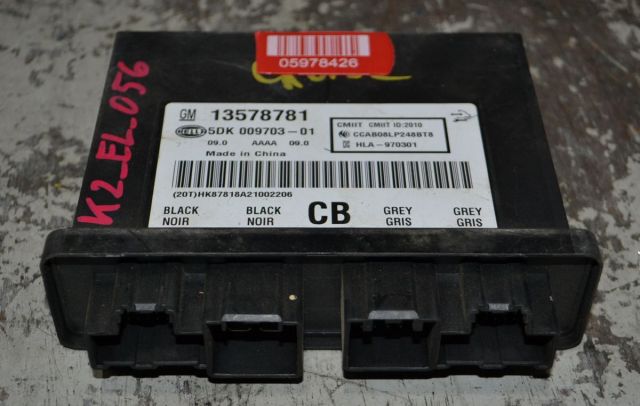 05978426
K2_EL_056
GM 13578781
HELLA 5DK 009703-01
09.0 AAAA 09.0
Made in China
CMIIT CMIIT ID:2010
CCAB08LP248BT8
HLA-970301
(20T)HK87818A21002206
BLACK BLACK CB GREY GREY
NOIR NOIR GRIS GRIS